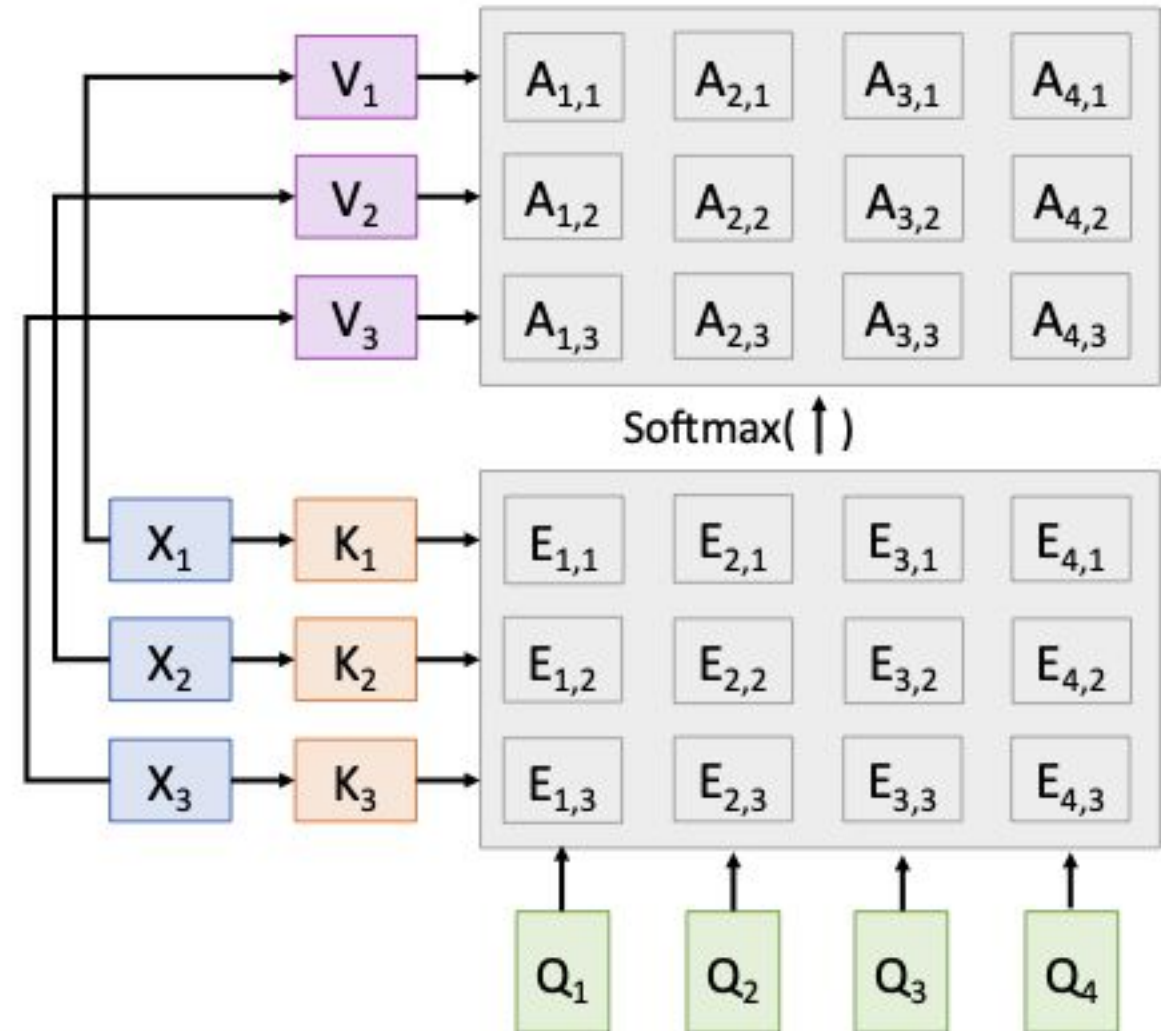 V₁ A₁,₁ A₂,₁ A₃,₁ A₄,₁
V₂ A₁,₂ A₂,₂ A₃,₂ A₄,₂
V₃ A₁,₃ A₂,₃ A₃,₃ A₄,₃
Softmax(↑)
X₁ K₁ E₁,₁ E₂,₁ E₃,₁ E₄,₁
X₂ K₂ E₁,₂ E₂,₂ E₃,₂ E₄,₂
X₃ K₃ E₁,₃ E₂,₃ E₃,₃ E₄,₃
Q₁ Q₂ Q₃ Q₄